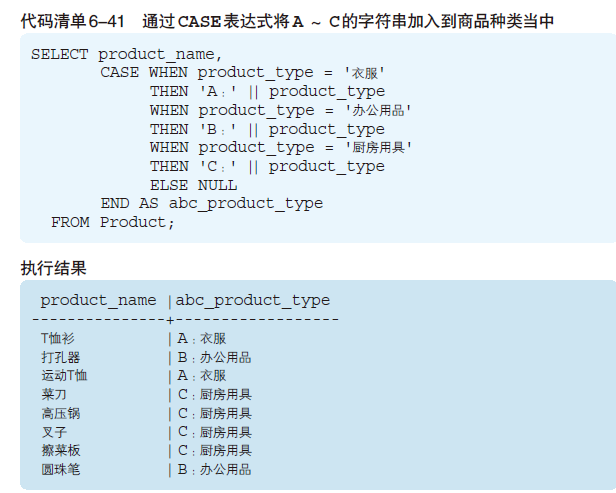 代码清单6-41 通过CASE表达式将A ~ C的字符串加入到商品种类当中
SELECT product_name,
CASE WHEN product_type = '衣服'
THEN 'A：' || product_type
WHEN product_type = '办公用品'
THEN 'B：' || product_type
WHEN product_type = '厨房用具'
THEN 'C：' || product_type
ELSE NULL
END AS abc_product_type
FROM Product;
执行结果
product_name |abc_product_type
---------------+------------------
T恤衫 | A：衣服
打孔器 | B：办公用品
运动T恤 | A：衣服
菜刀 | C：厨房用具
高压锅 | C：厨房用具
叉子 | C：厨房用具
擦菜板 | C：厨房用具
圆珠笔 | B：办公用品